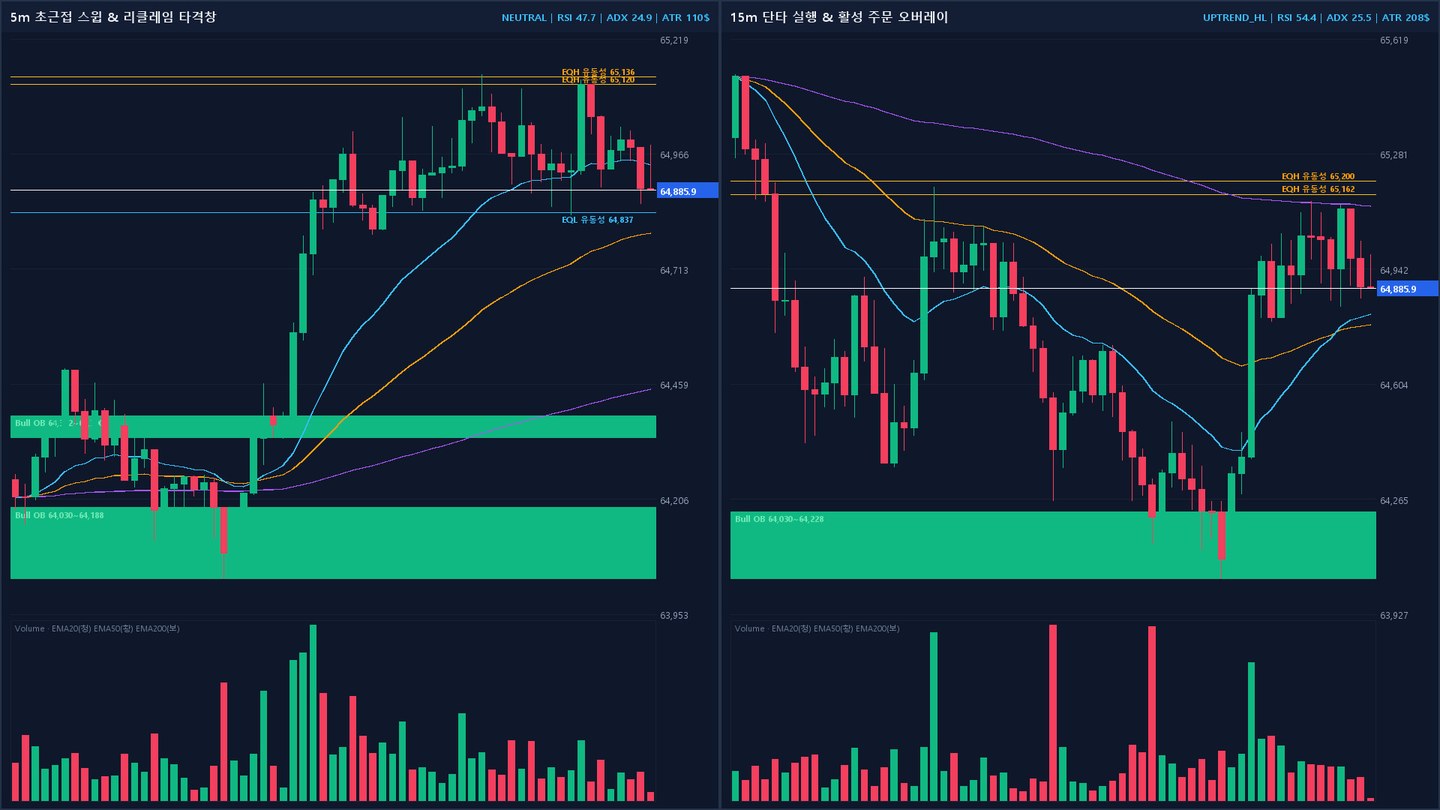 5m 초근접 스윕 & 리클레임 타격창
NEUTRAL | RSI 47.7 | ADX 24.9 | ATR 110$
65,219
EQH 유동성 65,136
EQH 유동성 65,120
64,966
64,885.9
EQL 유동성 64,837
64,713
64,459
Bull OB
64,206
Bull OB 64,030~64,188
63,953
Volume · EMA20(청) EMA50(황) EMA200(보)
15m 단타 실행 & 활성 주문 오버레이
UPTREND_HL | RSI 54.4 | ADX 25.5 | ATR 208$
65,619
65,281
EQH 유동성 65,200
EQH 유동성 65,162
64,942
64,885.9
64,604
64,265
Bull OB 64,030~64,228
63,927
Volume · EMA20(청) EMA50(황) EMA200(보)